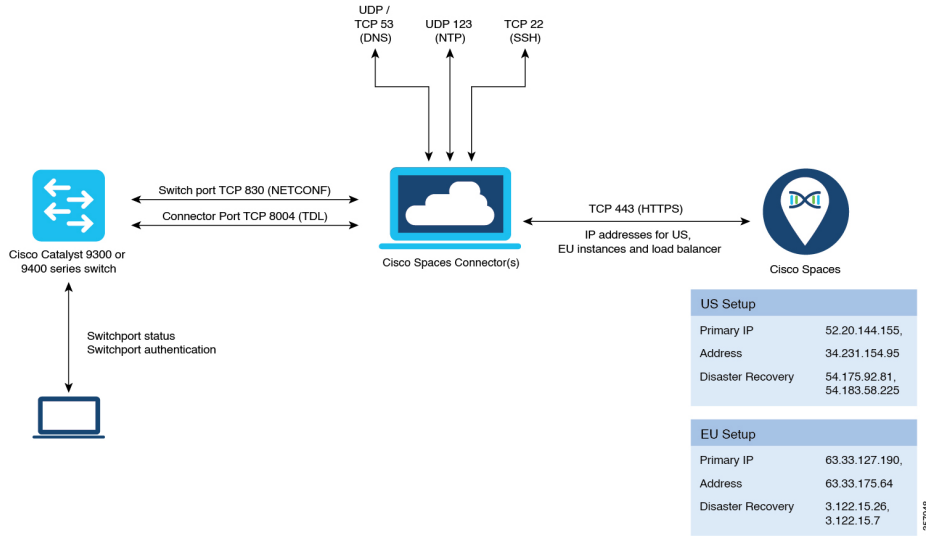 UDP /
TCP 53
(DNS)
UDP 123
(NTP)
TCP 22
(SSH)
Switch port TCP 830 (NETCONF)
Connector Port TCP 8004 (TDL)
TCP 443 (HTTPS)
IP addresses for US,
EU instances and load balancer
Cisco Catalyst 9300 or
9400 series switch
Cisco Spaces Connector(s)
Cisco Spaces
Switchport status
Switchport authentication
US Setup
Primary IP 52.20.144.155,
Address 34.231.154.95
Disaster Recovery 54.175.92.81,
54.183.58.225
EU Setup
Primary IP 63.33.127.190,
Address 63.33.175.64
Disaster Recovery 3.122.15.26,
3.122.15.7